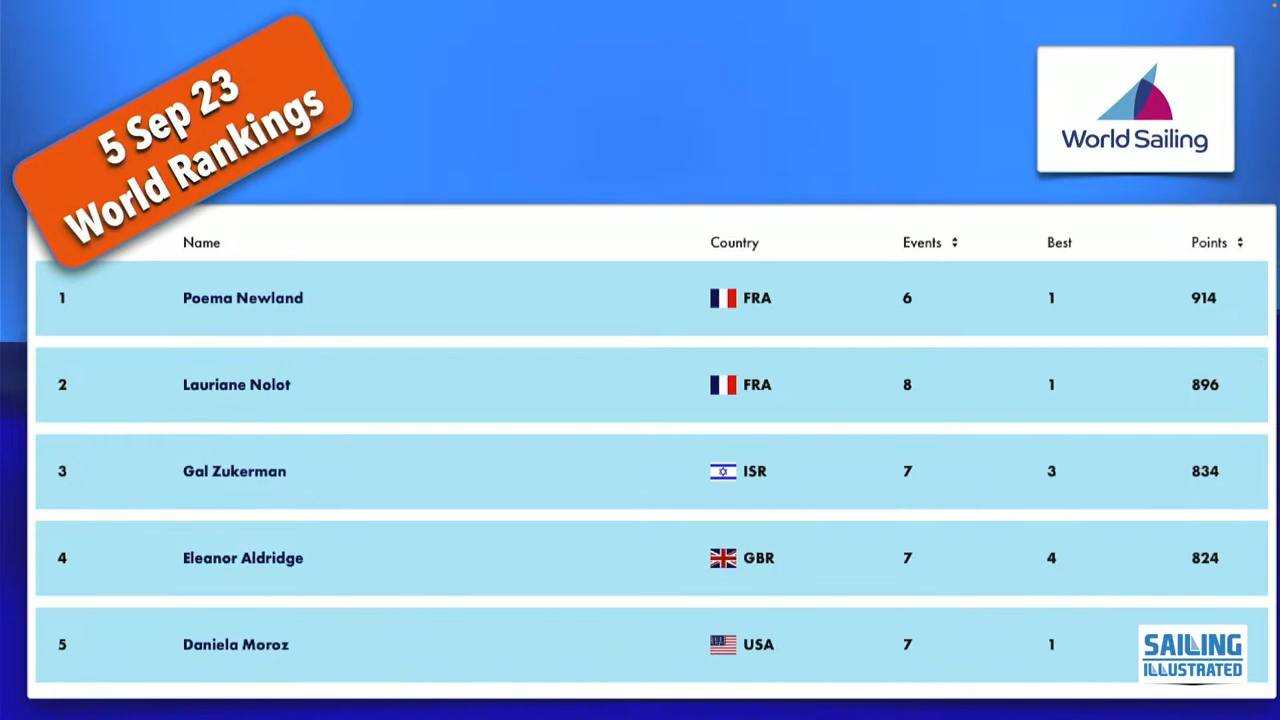 5 Sep 23
World Rankings
World Sailing
Name Country Events Best Points
1 Poema Newland FRA 6 1 914
2 Lauriane Nolot FRA 8 1 896
3 Gal Zukerman ISR 7 3 834
4 Eleanor Aldridge GBR 7 4 824
5 Daniela Moroz USA 7 1
SAILING
ILLUSTRATED